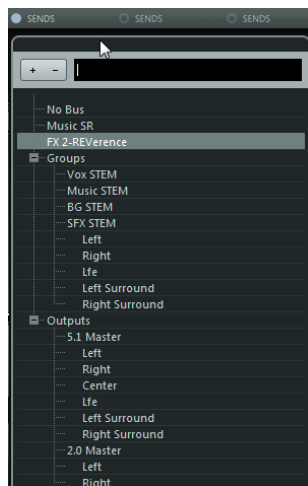 SENDS SENDS SENDS
+ -
No Bus
Music SR
FX 2-REVerence
Groups
Vox STEM
Music STEM
BG STEM
SFX STEM
Left
Right
Lfe
Left Surround
Right Surround
Outputs
5.1 Master
Left
Right
Center
Lfe
Left Surround
Right Surround
2.0 Master
Left
Right